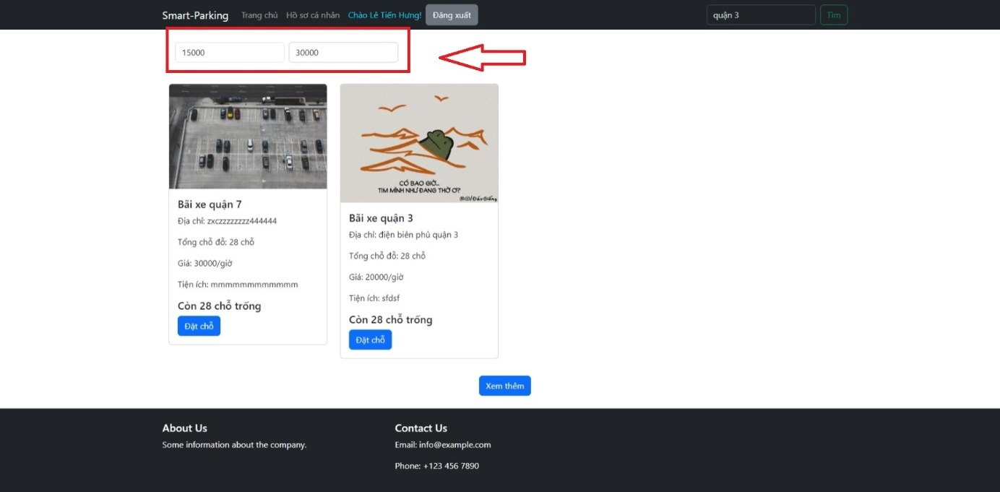 Smart-Parking Trang chủ Hồ sơ cá nhân Chào Lê Tiến Hưng! Đăng xuất quận 3 Tìm
15000 30000
CÓ BAO GIỜ...
TIM MÌNH NHƯ ĐANG THỜ Ơ?
Bãi xe quận 7
Địa chỉ: zxczzzzzzzz444444
Tổng chỗ đỗ: 28 chỗ
Giá: 30000/giờ
Tiện ích: mmmmmmmmmmmmm
Còn 28 chỗ trống
Đặt chỗ
Bãi xe quận 3
Địa chỉ: điện biên phủ quận 3
Tổng chỗ đỗ: 28 chỗ
Giá: 20000/giờ
Tiện ích: sfdsf
Còn 28 chỗ trống
Đặt chỗ
Xem thêm
About Us
Some information about the company.
Contact Us
Email: info@example.com
Phone: +123 456 7890